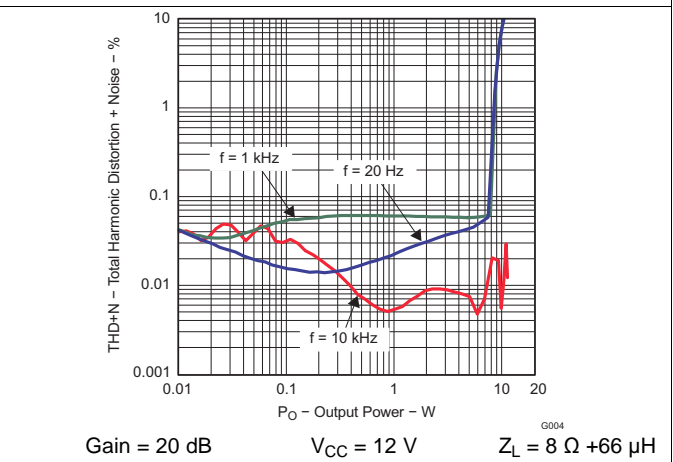 THD+N − Total Harmonic Distortion + Noise − %
10
1
0.1
0.01
0.001
f = 1 kHz
f = 20 Hz
f = 10 kHz
0.01 0.1 1 10 20
P_O − Output Power − W
G004
Gain = 20 dB V_CC = 12 V Z_L = 8 Ω +66 μH